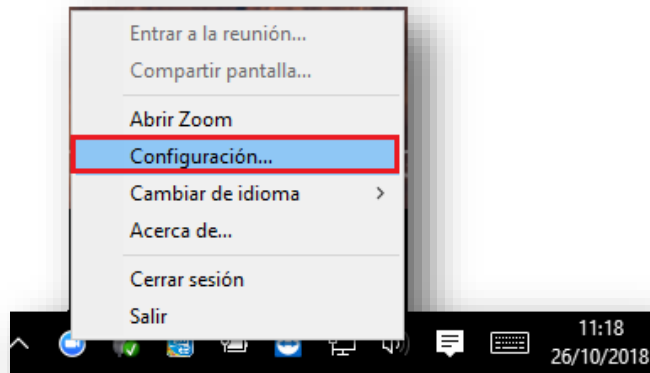 Entrar a la reunión...
Compartir pantalla...
Abrir Zoom
Configuración...
Cambiar de idioma
Acerca de...
Cerrar sesión
Salir
11:18
26/10/2018